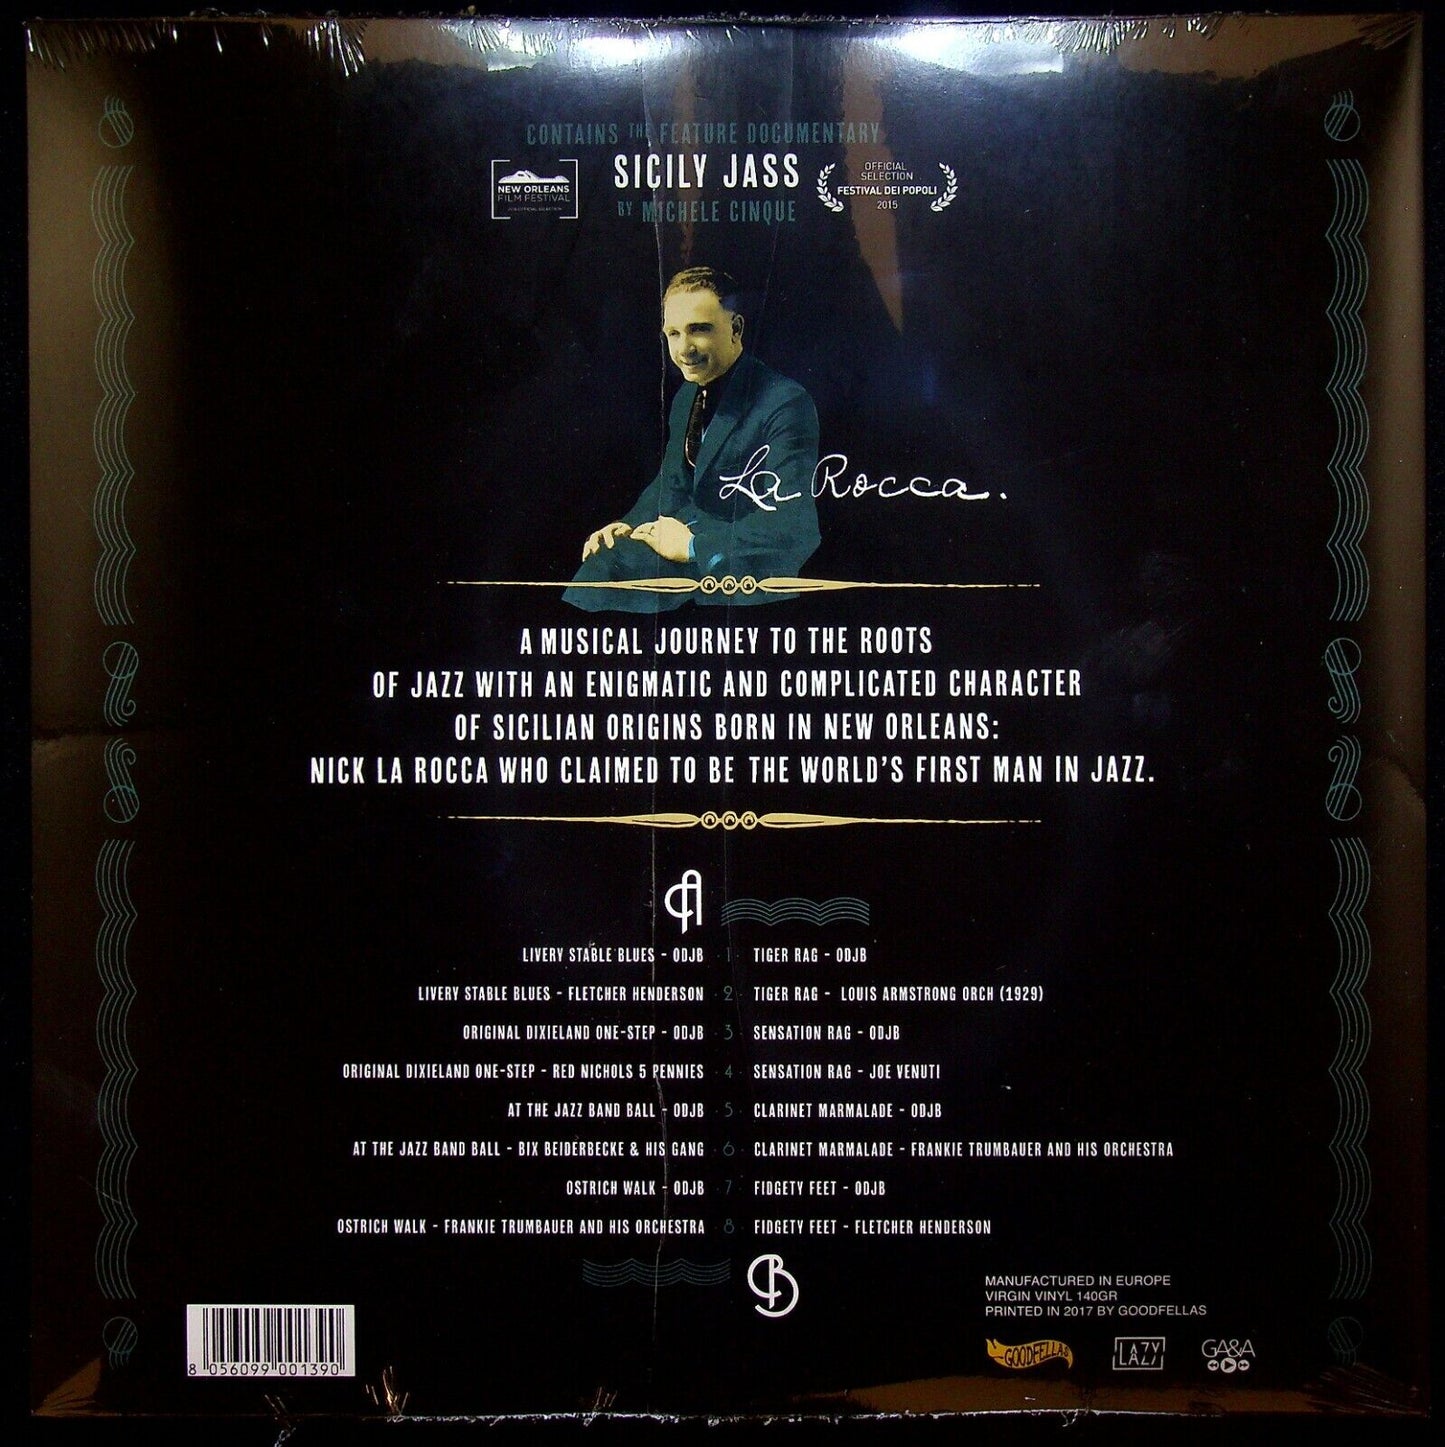 CONTAINS THE FEATURE DOCUMENTARY
SICILY JASS
BY MICHELE CINQUE
NEW ORLEANS
FILM FESTIVAL
OFFICIAL
SELECTION
FESTIVAL DEI POPOLI
2015
La Rocca.
A MUSICAL JOURNEY TO THE ROOTS
OF JAZZ WITH AN ENIGMATIC AND COMPLICATED CHARACTER
OF SICILIAN ORIGINS BORN IN NEW ORLEANS:
NICK LA ROCCA WHO CLAIMED TO BE THE WORLD'S FIRST MAN IN JAZZ.
A
LIVERY STABLE BLUES - ODJB · 1 · TIGER RAG - ODJB
LIVERY STABLE BLUES - FLETCHER HENDERSON · 2 · TIGER RAG - LOUIS ARMSTRONG ORCH (1929)
ORIGINAL DIXIELAND ONE-STEP - ODJB · 3 · SENSATION RAG - ODJB
ORIGINAL DIXIELAND ONE-STEP - RED NICHOLS 5 PENNIES · 4 · SENSATION RAG - JOE VENUTI
AT THE JAZZ BAND BALL - ODJB · 5 · CLARINET MARMALADE - ODJB
AT THE JAZZ BAND BALL - BIX BEIDERBECKE & HIS GANG · 6 · CLARINET MARMALADE - FRANKIE TRUMBAUER AND HIS ORCHESTRA
OSTRICH WALK - ODJB · 7 · FIDGETY FEET - ODJB
OSTRICH WALK - FRANKIE TRUMBAUER AND HIS ORCHESTRA · 8 · FIDGETY FEET - FLETCHER HENDERSON
B
MANUFACTURED IN EUROPE
VIRGIN VINYL 140GR
PRINTED IN 2017 BY GOODFELLAS
8 056099 001390
GOODFELLAS
LAZY
LAZZI
GA&A